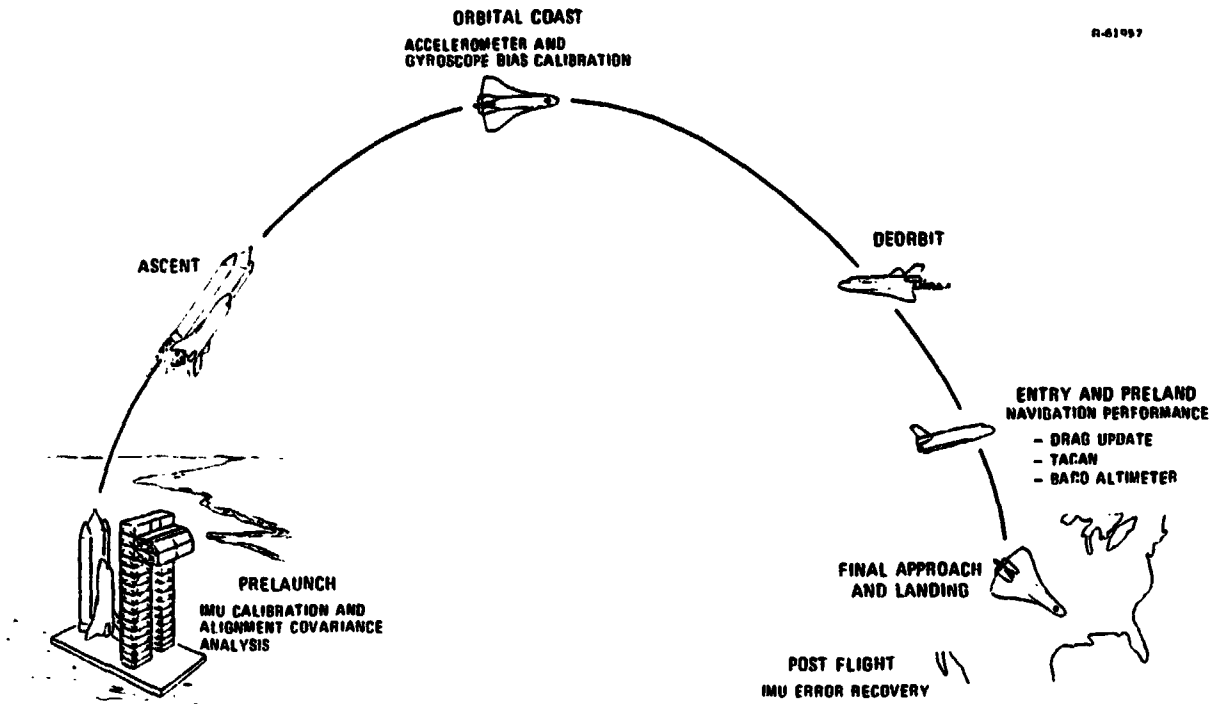 ORBITAL COAST
ACCELEROMETER AND
GYROSCOPE BIAS CALIBRATION
R-61957
ASCENT
DEORBIT
ENTRY AND PRELAND
NAVIGATION PERFORMANCE
- DRAG UPDATE
- TACAN
- BARO ALTIMETER
PRELAUNCH
IMU CALIBRATION AND
ALIGNMENT COVARIANCE
ANALYSIS
FINAL APPROACH
AND LANDING
POST FLIGHT
IMU ERROR RECOVERY